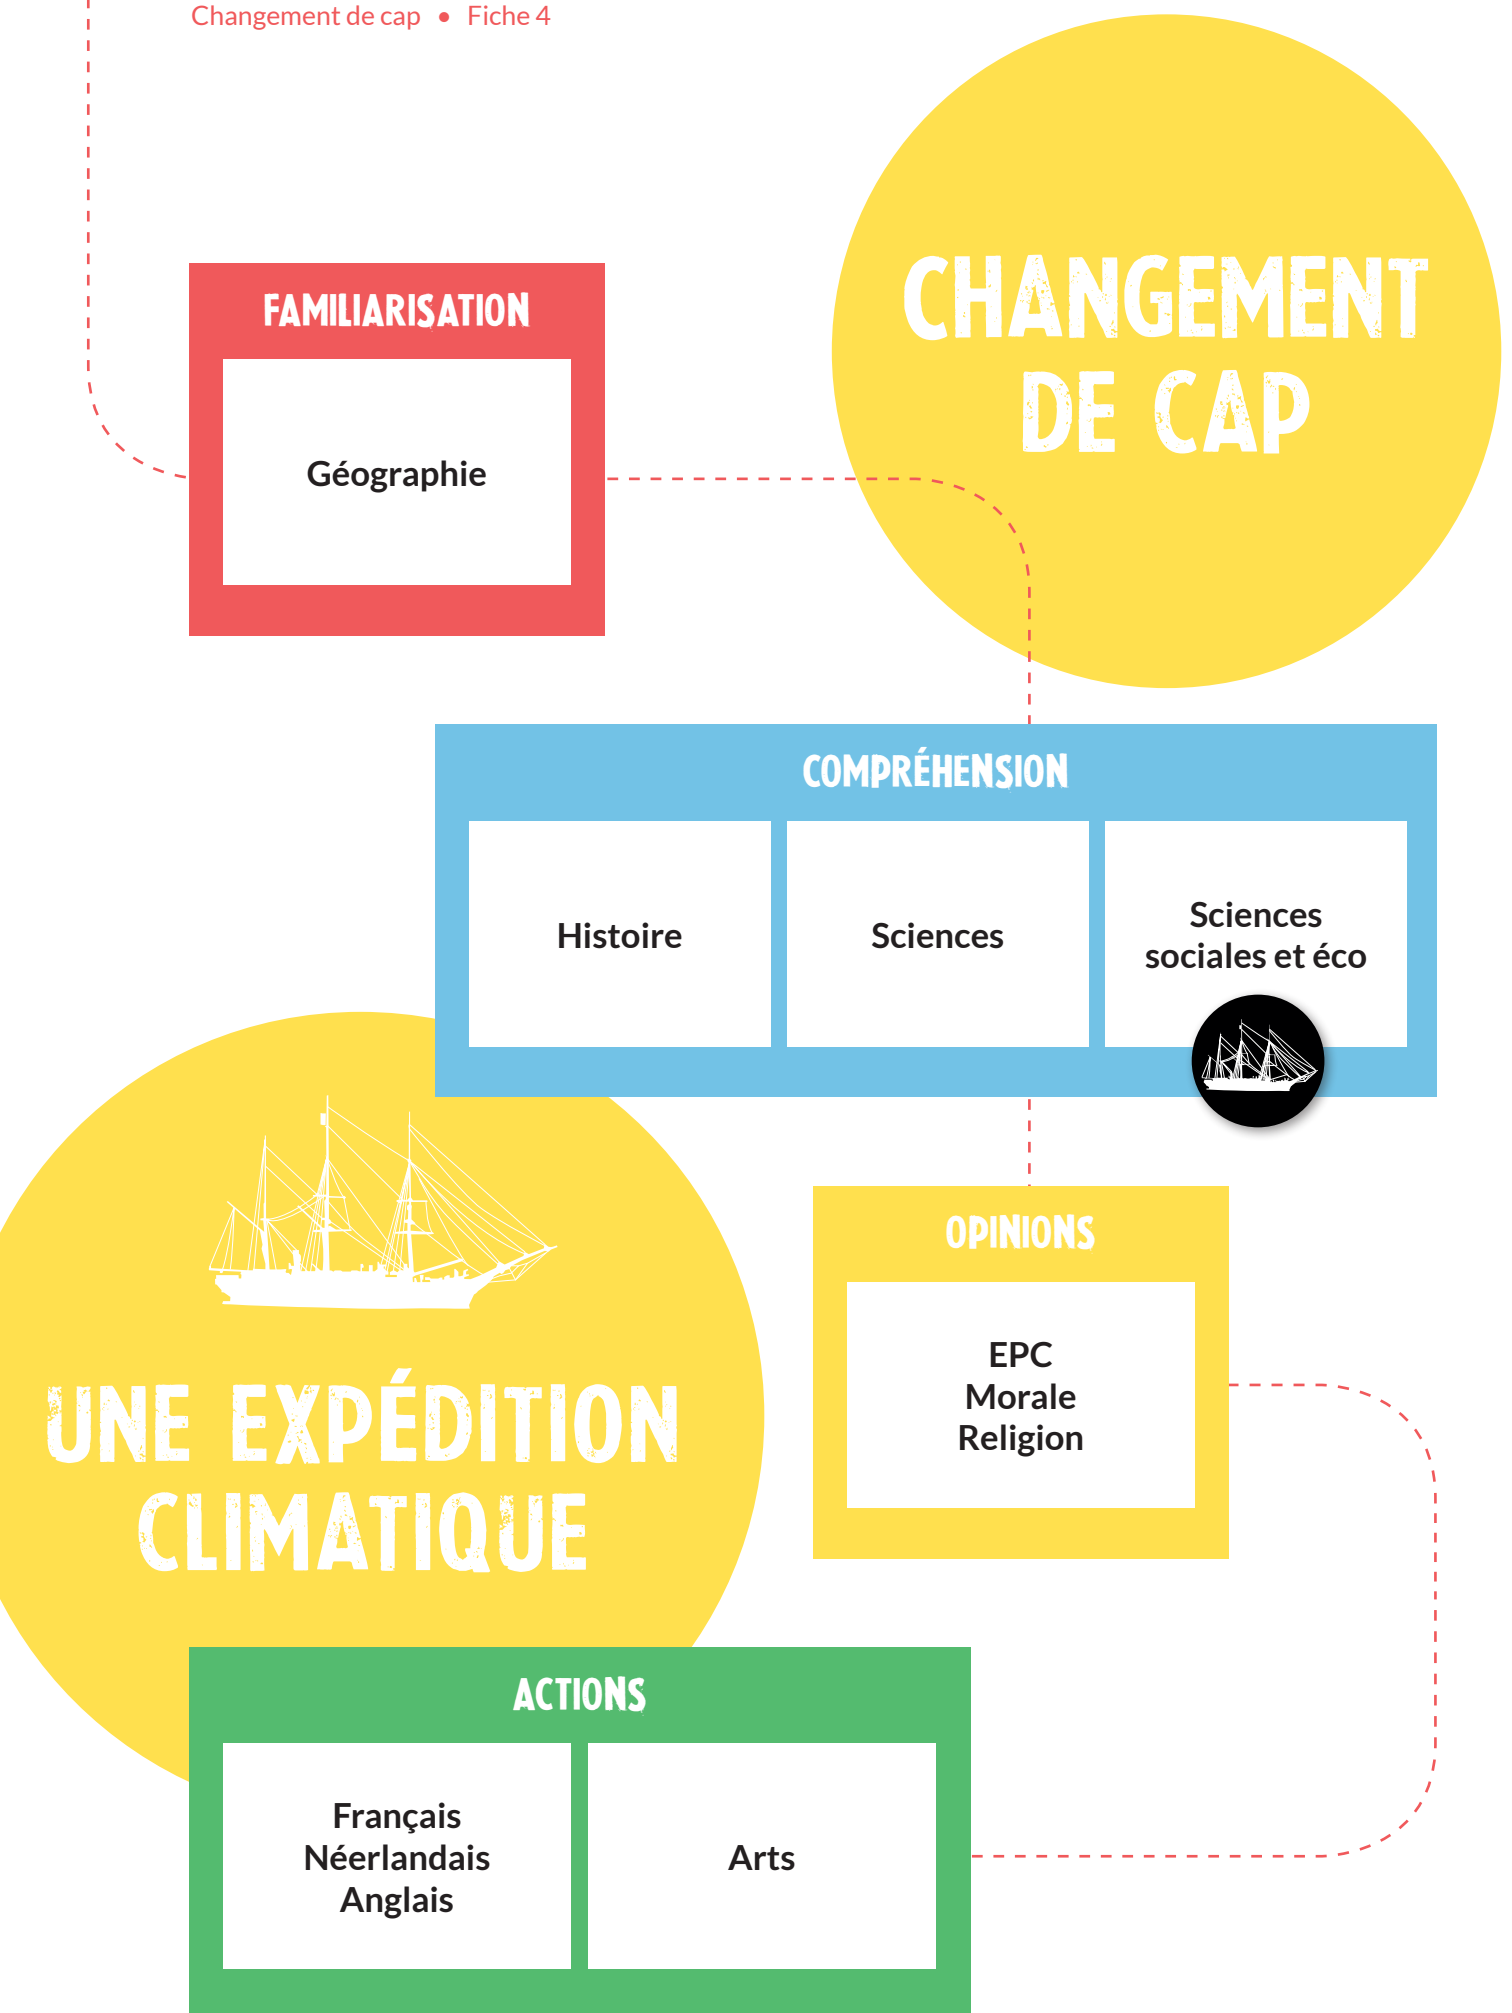 Changement de cap • Fiche 4
CHANGEMENT
DE CAP
FAMILIARISATION
Géographie
COMPRÉHENSION
Histoire
Sciences
Sciences
sociales et éco
UNE EXPÉDITION
CLIMATIQUE
OPINIONS
EPC
Morale
Religion
ACTIONS
Français
Néerlandais
Anglais
Arts